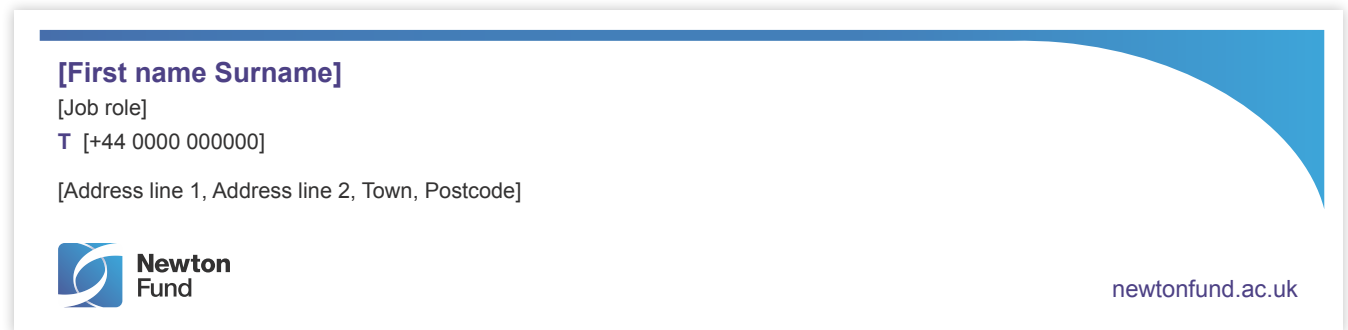 [First name Surname]
[Job role]
T [+44 0000 000000]
[Address line 1, Address line 2, Town, Postcode]
Newton
Fund
newtonfund.ac.uk